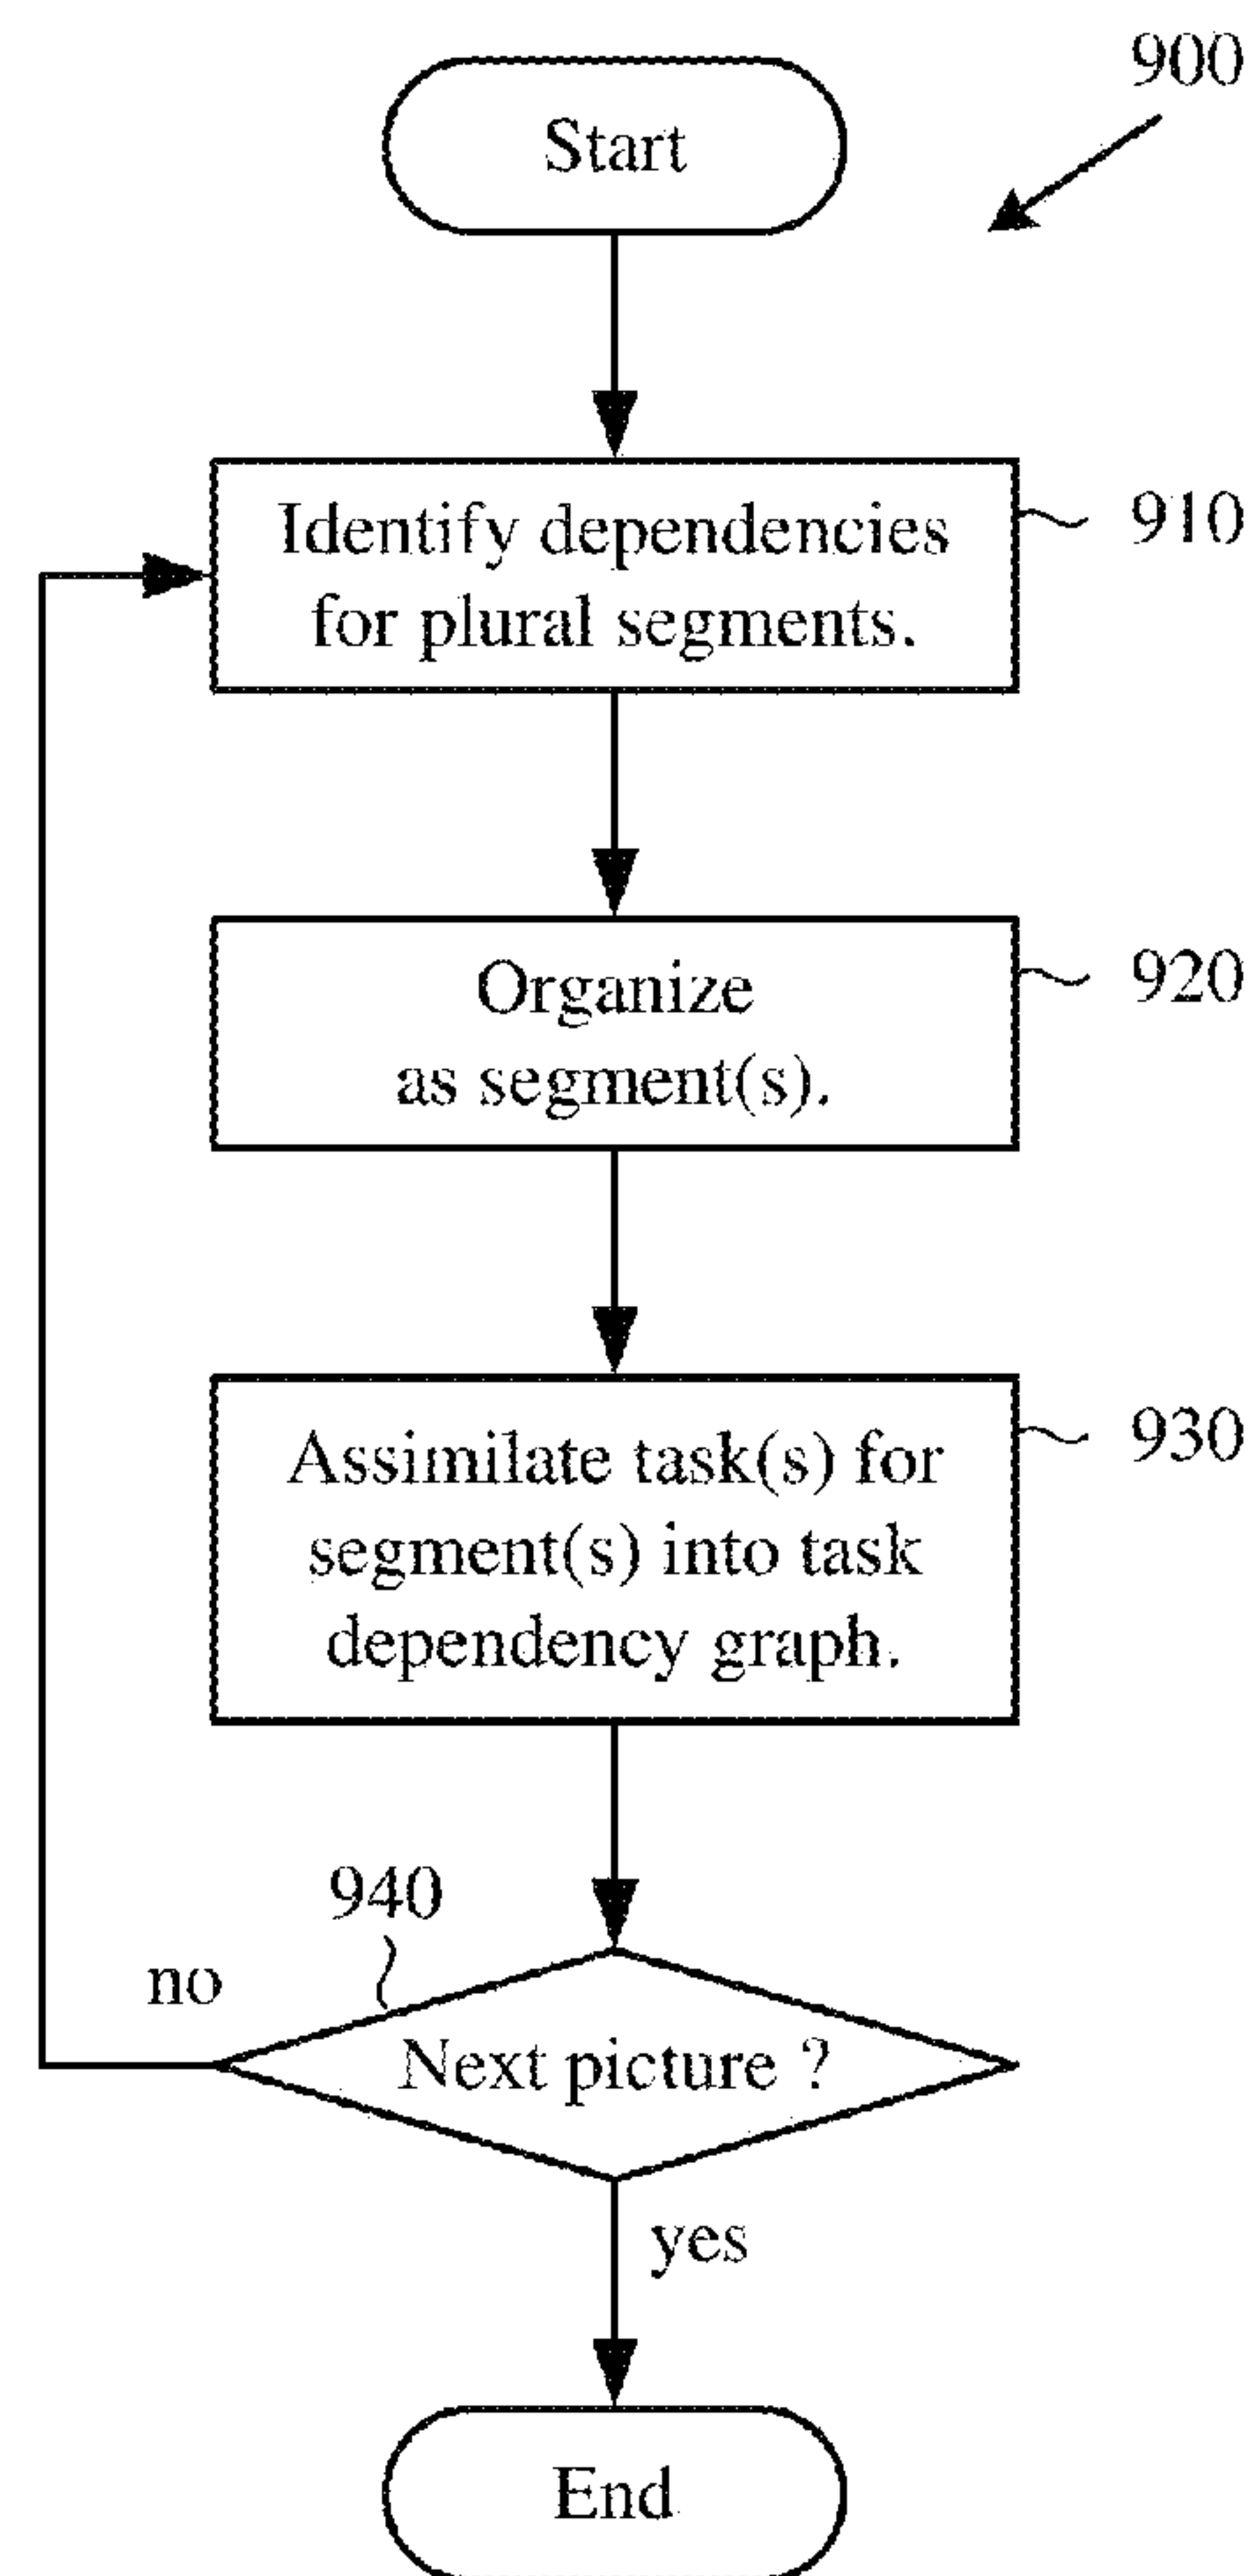 900
Start
Identify dependencies
for plural segments.
910
Organize
as segment(s).
920
Assimilate task(s) for
segment(s) into task
dependency graph.
930
940
no
Next picture ?
yes
End